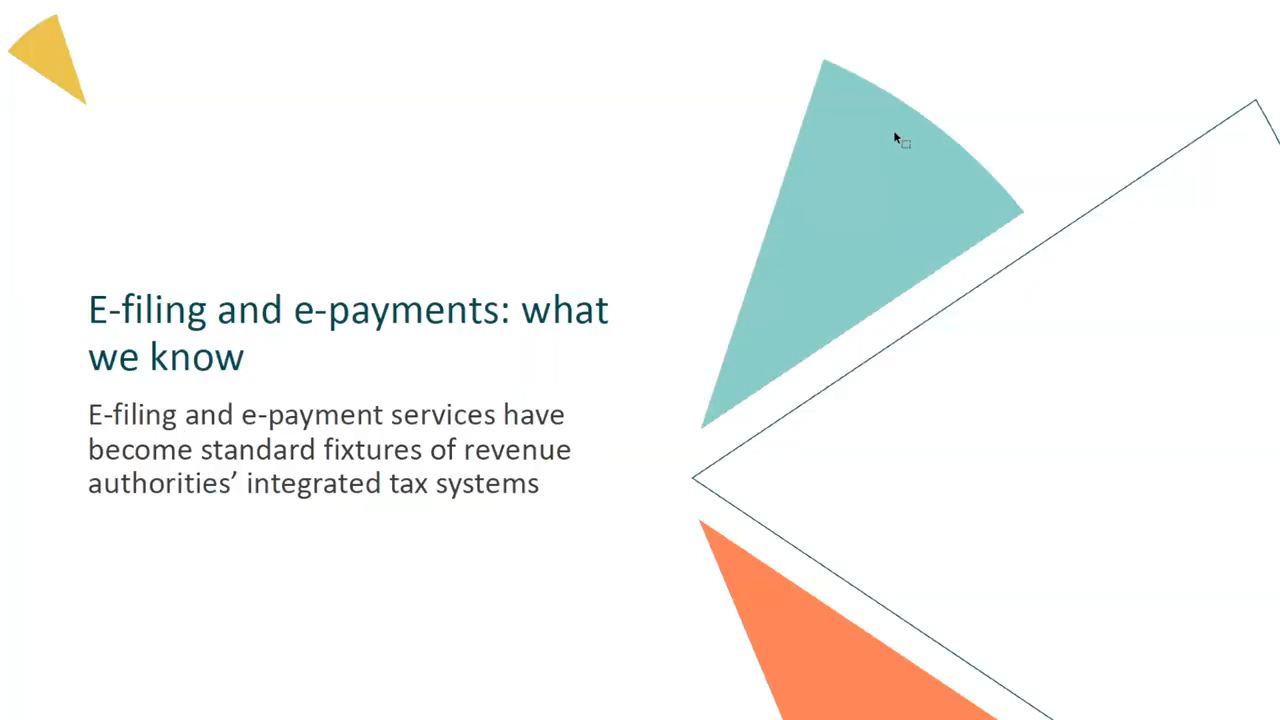 E-filing and e-payments: what
we know
E-filing and e-payment services have
become standard fixtures of revenue
authorities’ integrated tax systems